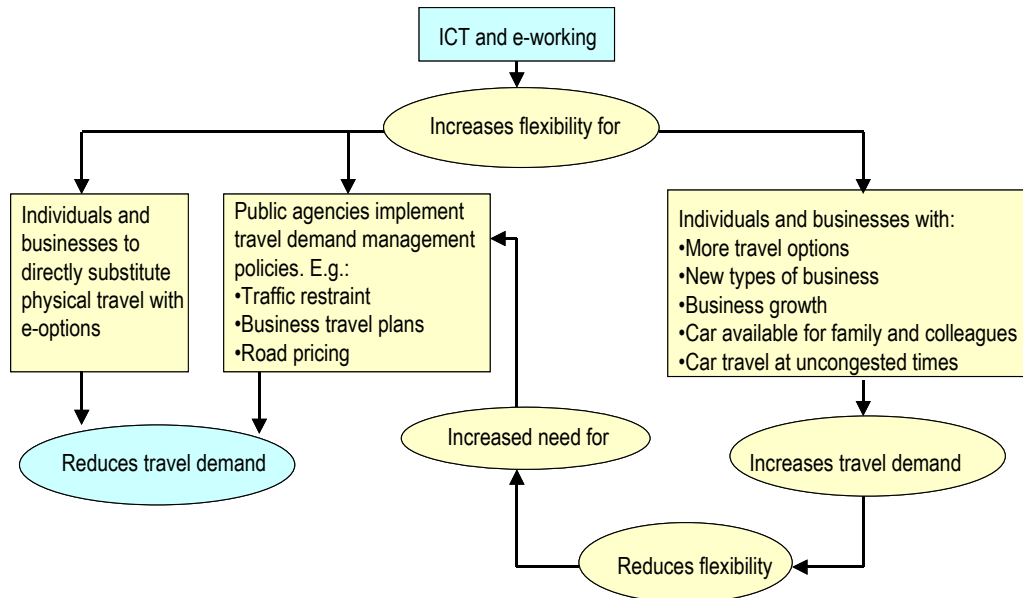 ICT and e-working
Increases flexibility for
Individuals and
businesses to
directly substitute
physical travel with
e-options
Public agencies implement
travel demand management
policies. E.g.:
•Traffic restraint
•Business travel plans
•Road pricing
Individuals and businesses with:
•More travel options
•New types of business
•Business growth
•Car available for family and colleagues
•Car travel at uncongested times
Reduces travel demand
Increased need for
Increases travel demand
Reduces flexibility